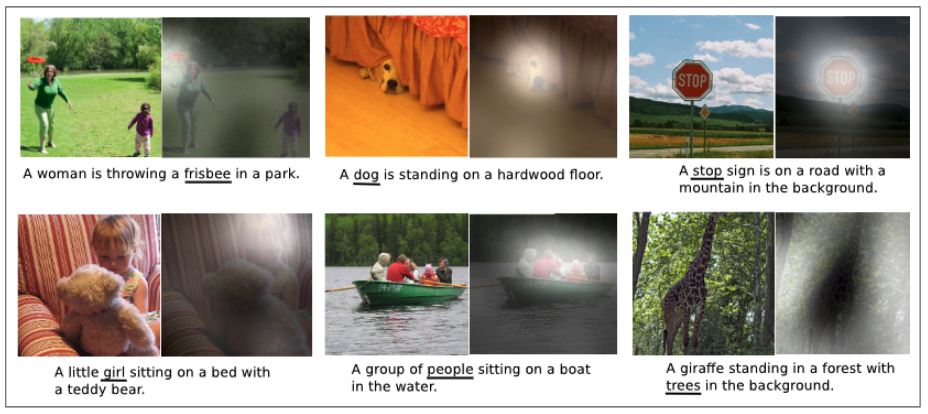 STOP
STOP
A woman is throwing a frisbee in a park.
A dog is standing on a hardwood floor.
A stop sign is on a road with a
mountain in the background.
A little girl sitting on a bed with
a teddy bear.
A group of people sitting on a boat
in the water.
A giraffe standing in a forest with
trees in the background.